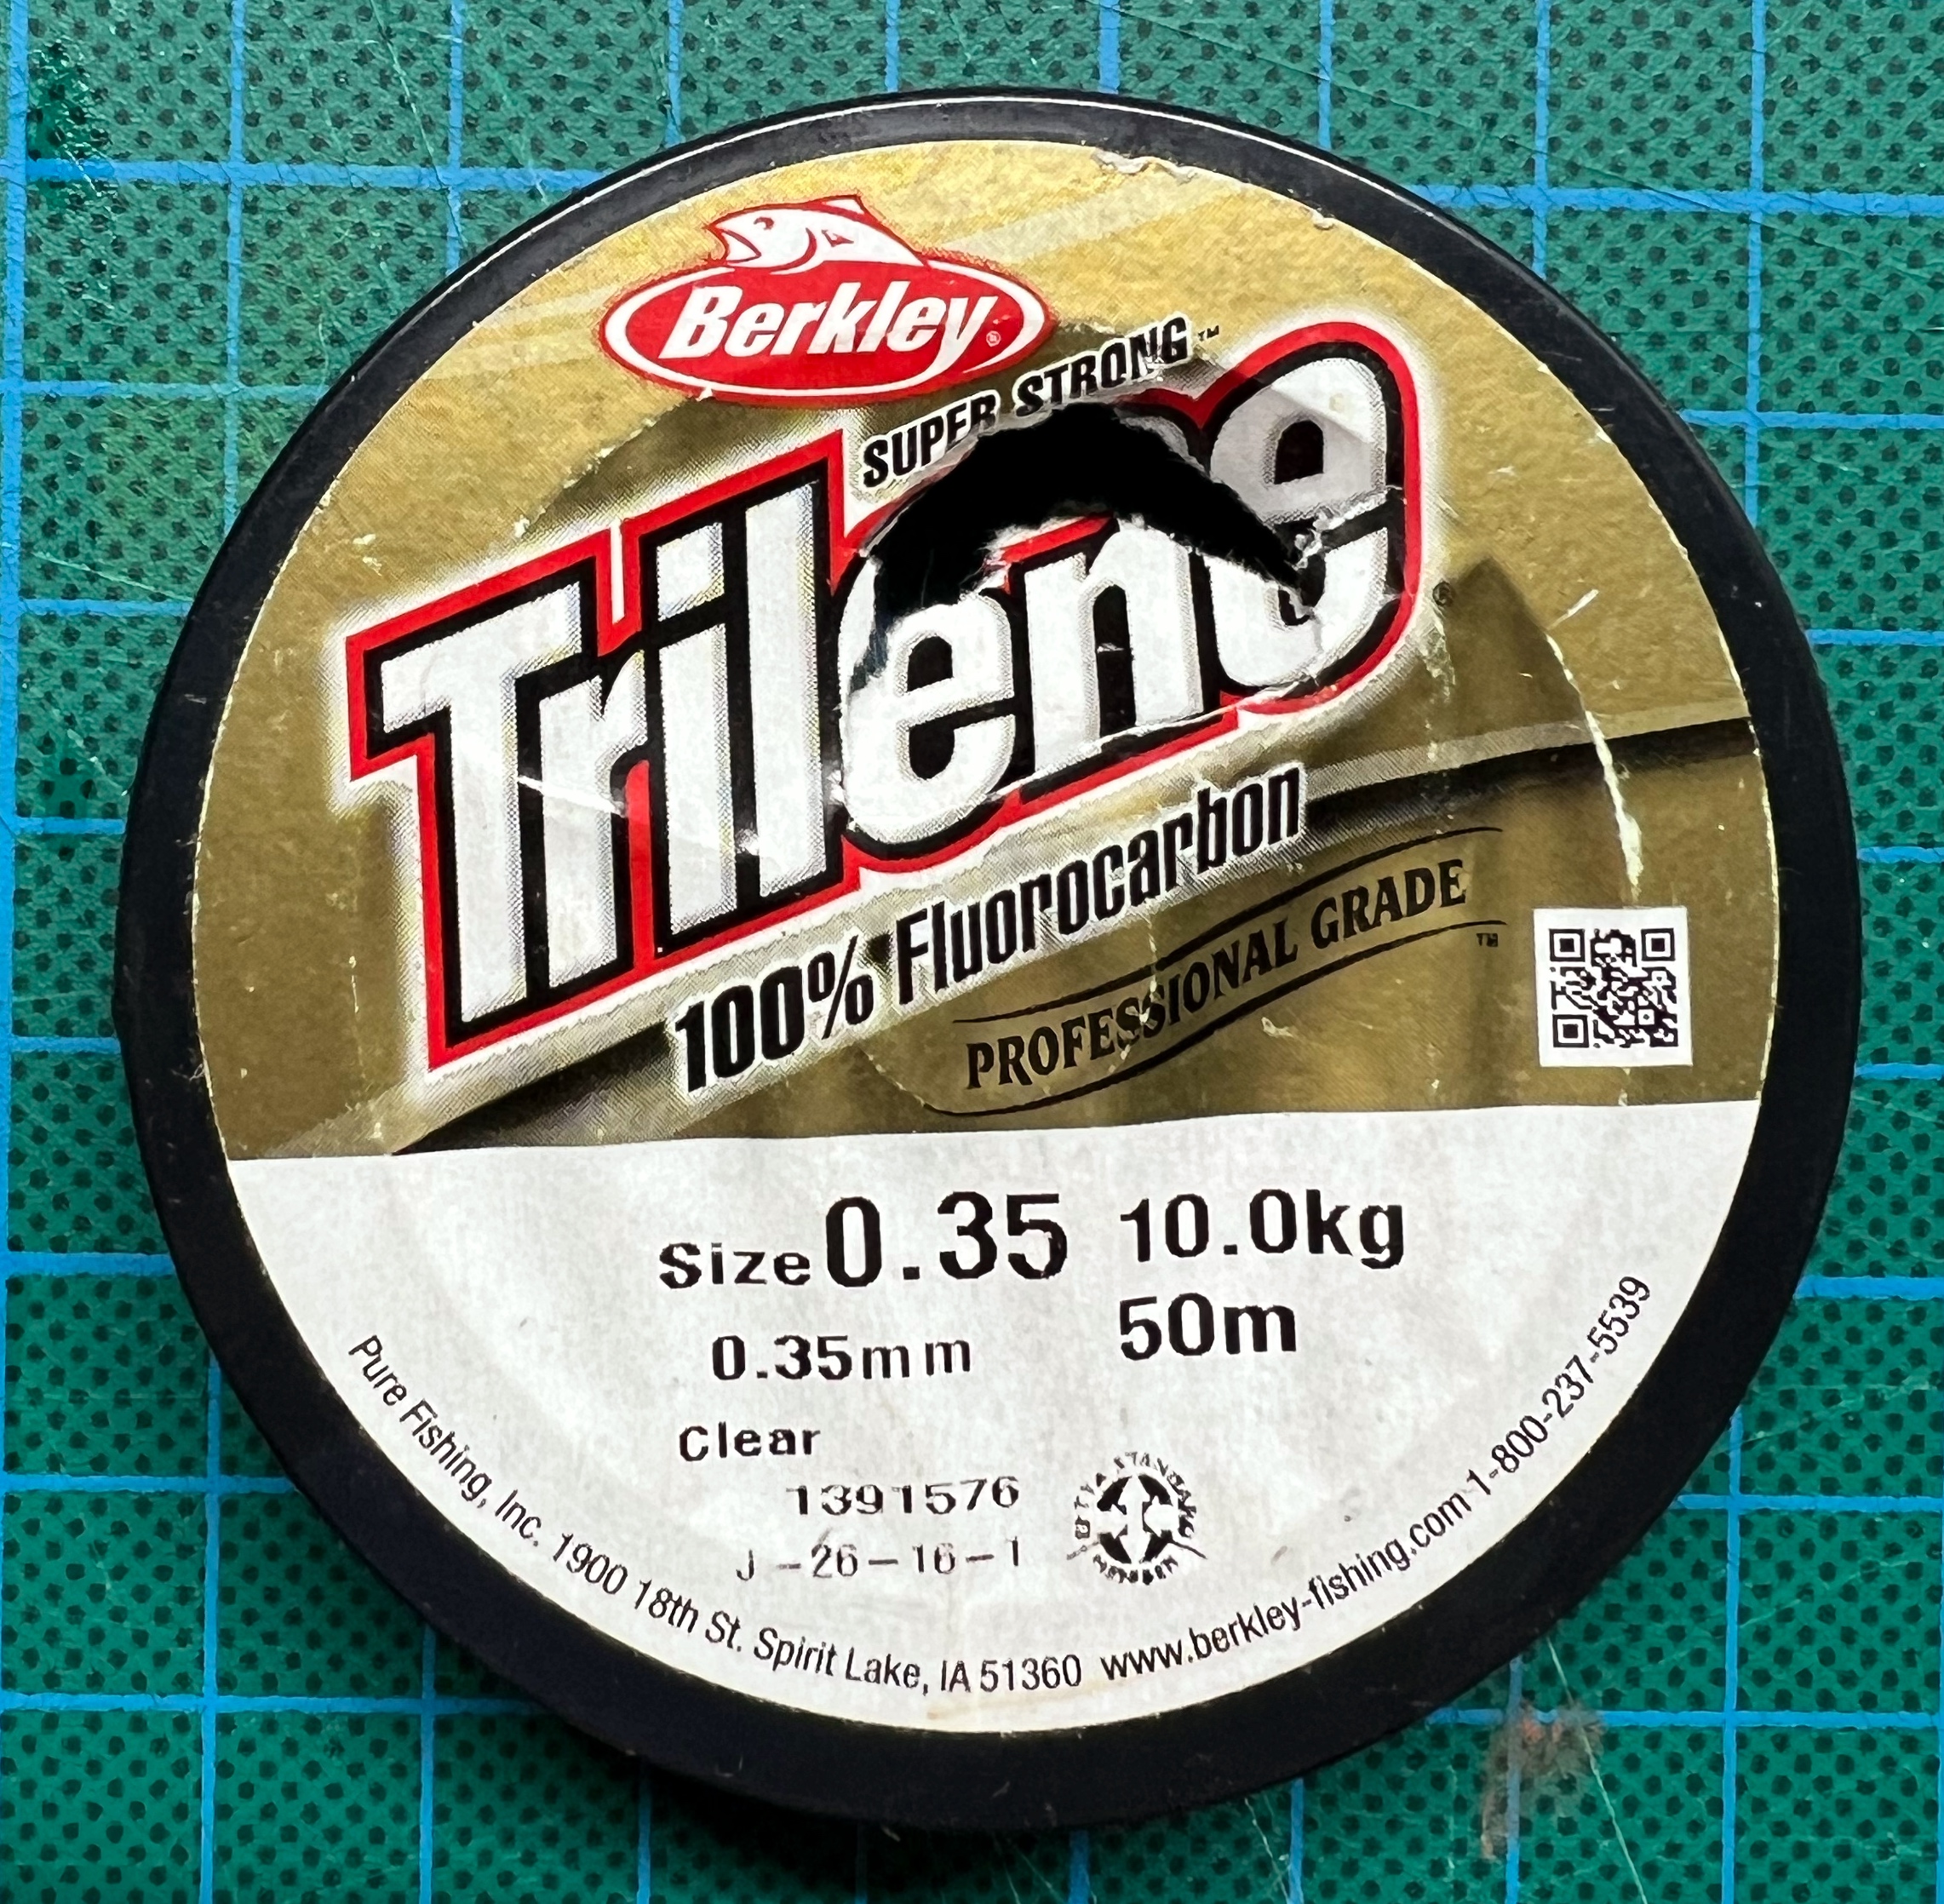 Berkley®
SUPER STRONG™
Trilene®
100% Fluorocarbon
PROFESSIONAL GRADE™
Size 0.35 10.0kg
0.35mm 50m
Clear
1391576
J-26-16-1
Pure Fishing, Inc. 1900 18th St. Spirit Lake, IA 51360 www.berkley-fishing.com 1-800-237-5539